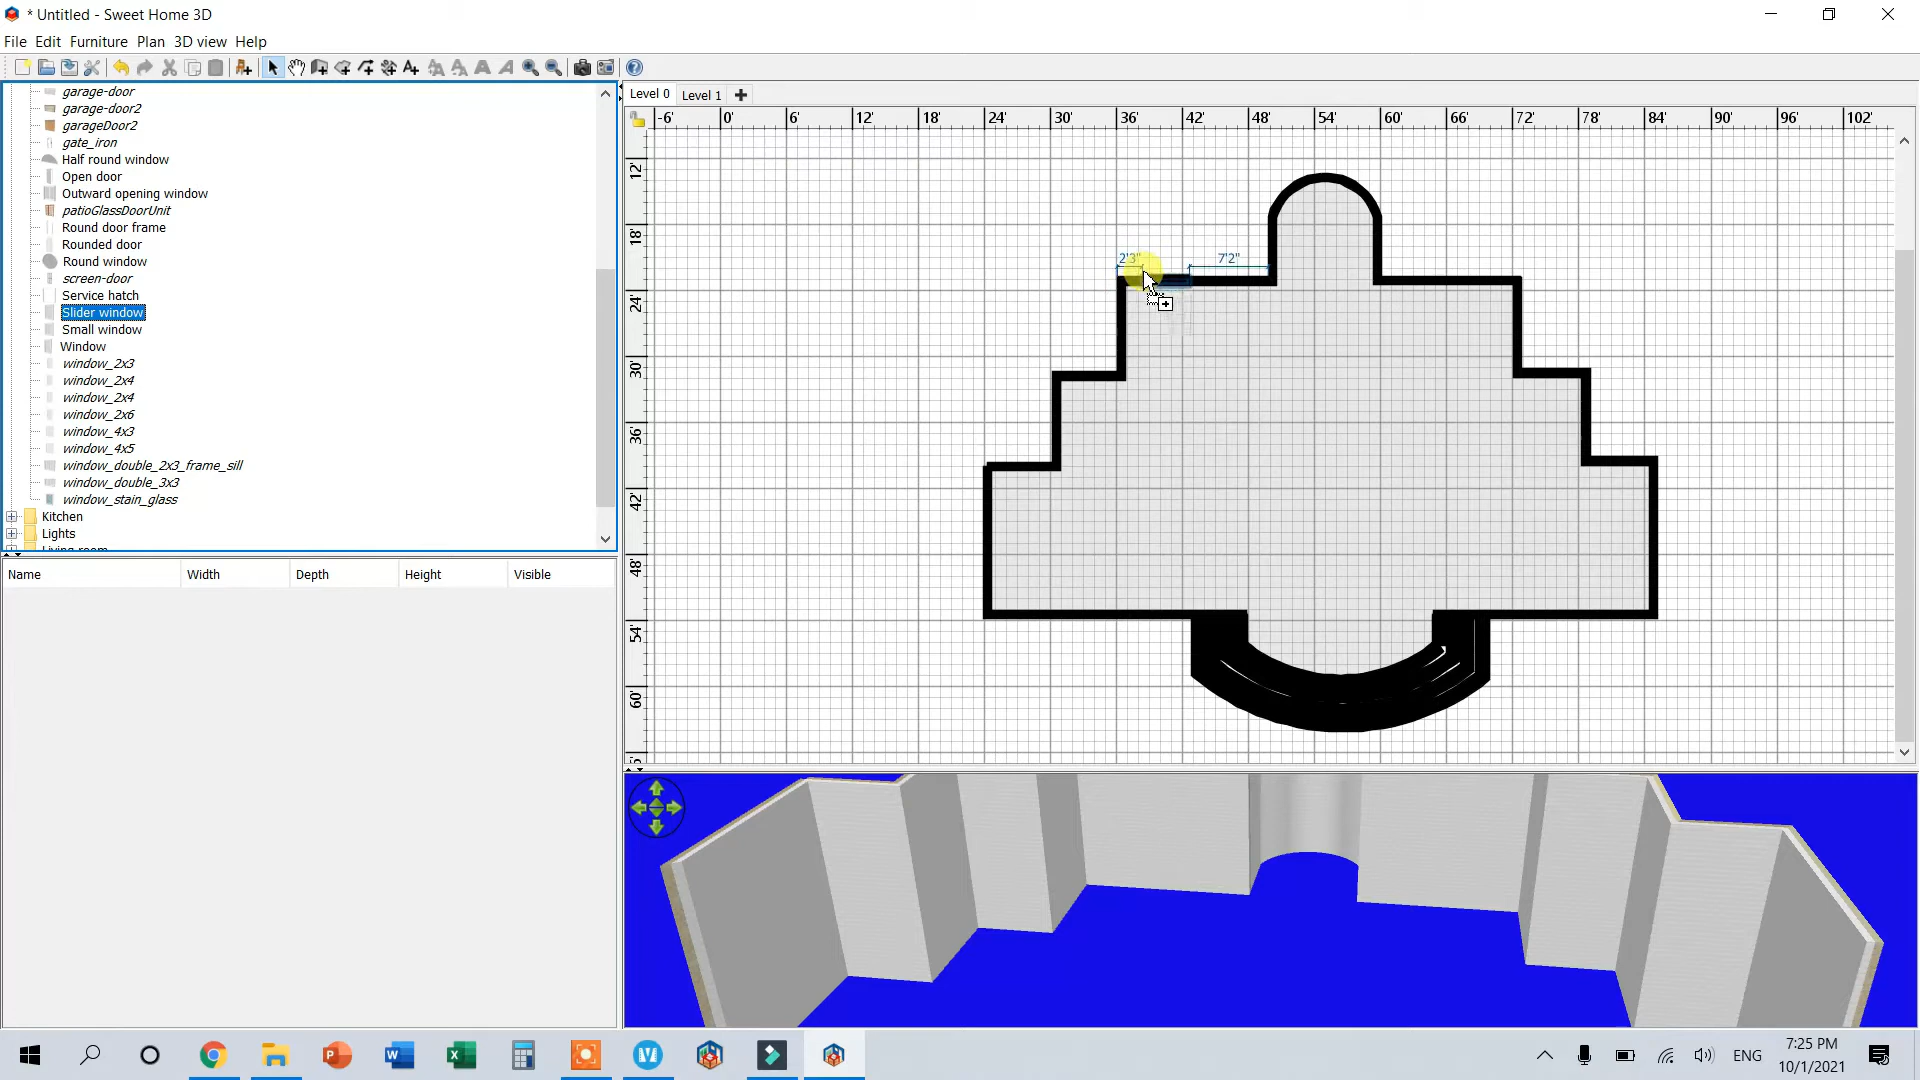 * Untitled - Sweet Home 3D
File Edit Furniture Plan 3D view Help
garage-door
garage-door2
garageDoor2
gate_iron
Half round window
Open door
Outward opening window
patioGlassDoorUnit
Round door frame
Rounded door
Round window
screen-door
Service hatch
Slider window
Small window
Window
window_2x3
window_2x4
window_2x4
window_2x6
window_4x3
window_4x5
window_double_2x3_frame_sill
window_double_3x3
window_stain_glass
Kitchen
Lights
Living room
Name Width Depth Height Visible
Level 0 Level 1
-6' 0' 6' 12' 18' 24' 30' 36' 42' 48' 54' 60' 66' 72' 78' 84' 90' 96' 102'
12'
18'
24'
30'
36'
42'
48'
54'
60'
2'3" 7'2"
ENG
7:25 PM
10/1/2021